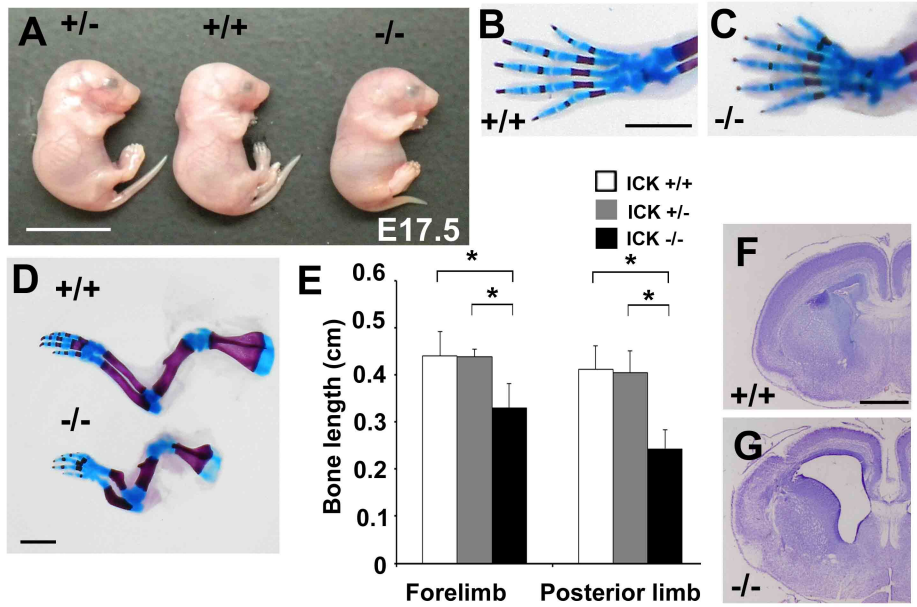 A
+/-
+/+
-/-
E17.5
B
+/+
C
-/-
D
+/+
-/-
E
ICK +/+
ICK +/-
ICK -/-
Bone length (cm)
0.6
0.5
0.4
0.3
0.2
0.1
0
*
*
*
*
Forelimb
Posterior limb
F
+/+
G
-/-